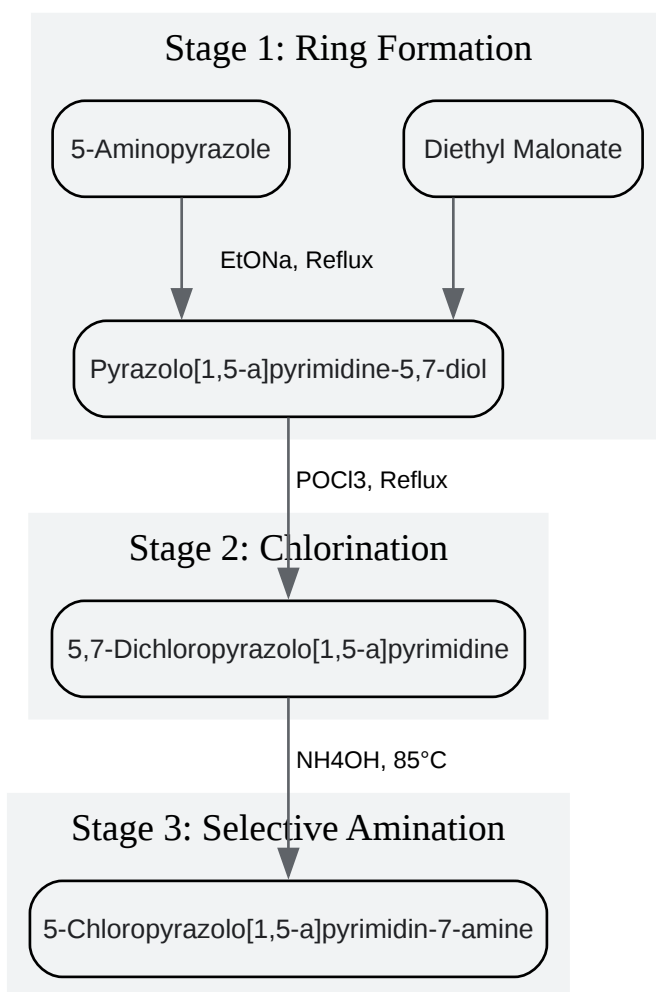 Stage 1: Ring Formation
5-Aminopyrazole
Diethyl Malonate
EtONa, Reflux
Pyrazolo[1,5-a]pyrimidine-5,7-diol
POCl3, Reflux
Stage 2: Chlorination
5,7-Dichloropyrazolo[1,5-a]pyrimidine
NH4OH, 85°C
Stage 3: Selective Amination
5-Chloropyrazolo[1,5-a]pyrimidin-7-amine